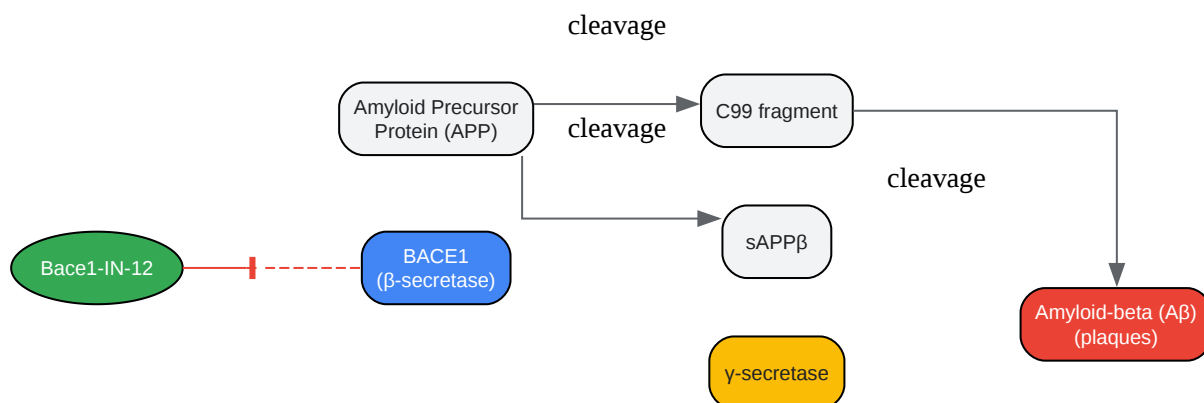 cleavage
Amyloid Precursor
Protein (APP)
cleavage
C99 fragment
cleavage
sAPPβ
Bace1-IN-12
BACE1
(β-secretase)
Amyloid-beta (Aβ)
(plaques)
γ-secretase